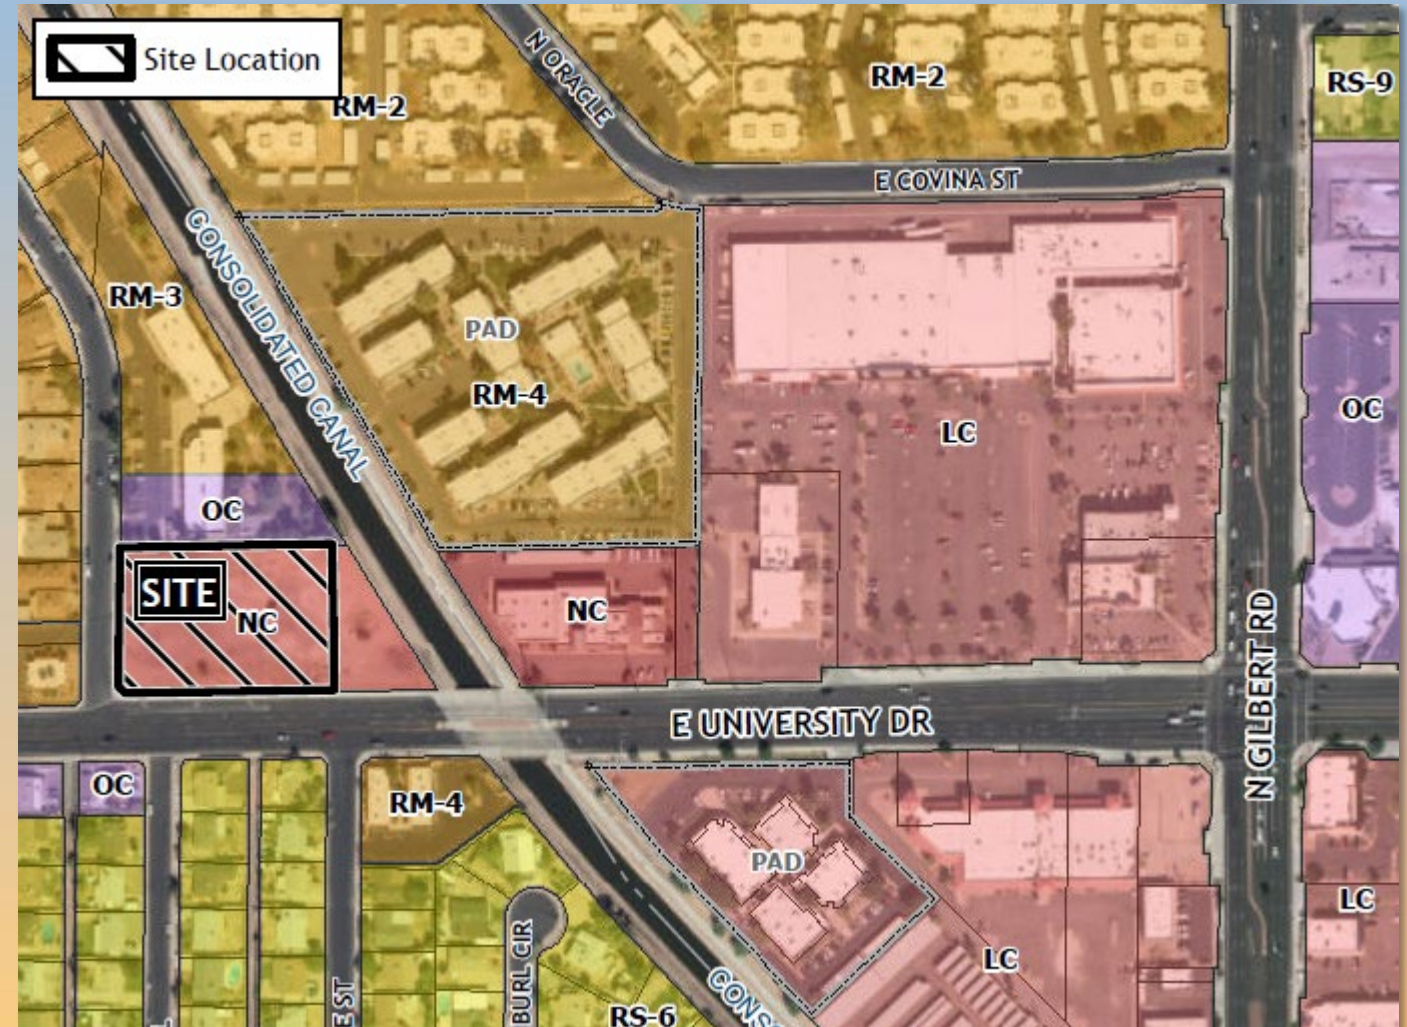 Site Location
RM-2
N ORACLE
RM-2
RS-9
E COVINA ST
CONSOLIDATED CANAL
RM-3
PAD
RM-4
LC
OC
OC
SITE
NC
NC
E UNIVERSITY DR
N GILBERT RD
OC
RM-4
PAD
LC
LC
BURL CIR
E ST
CONS
RS-6